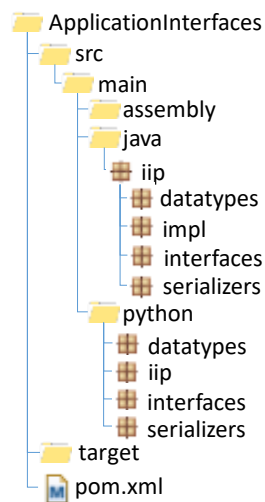 ApplicationInterfaces
src
main
assembly
java
iip
datatypes
impl
interfaces
serializers
python
datatypes
iip
interfaces
serializers
target
M
pom.xml